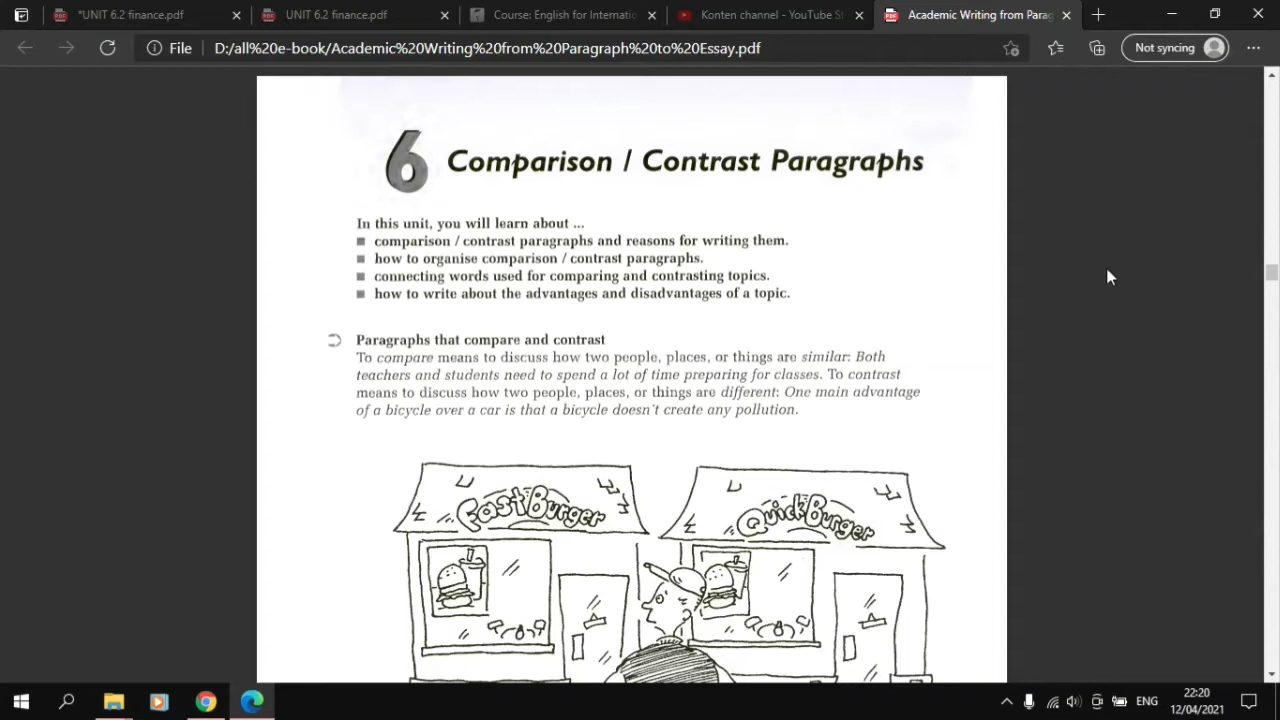 *UNIT 6.2 finance.pdf
UNIT 6.2 finance.pdf
Course: English for Internatio
Konten channel - YouTube S
Academic Writing from Parag
File
D:/all%20e-book/Academic%20Writing%20from%20Paragraph%20to%20Essay.pdf
Not syncing
6 Comparison / Contrast Paragraphs
In this unit, you will learn about ...
comparison / contrast paragraphs and reasons for writing them.
how to organise comparison / contrast paragraphs.
connecting words used for comparing and contrasting topics.
how to write about the advantages and disadvantages of a topic.
Paragraphs that compare and contrast
To compare means to discuss how two people, places, or things are similar: Both
teachers and students need to spend a lot of time preparing for classes. To contrast
means to discuss how two people, places, or things are different: One main advantage
of a bicycle over a car is that a bicycle doesn't create any pollution.
FastBurger
QuickBurger
ENG
22:20
12/04/2021